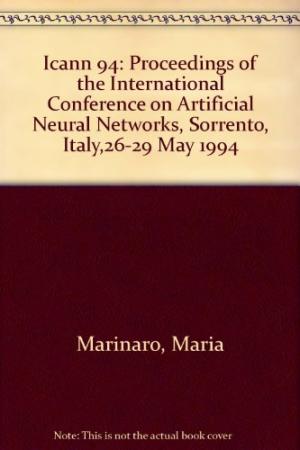 Icann 94: Proceedings of
the International
Conference on Artificial
Neural Networks, Sorrento,
Italy,26-29 May 1994
Marinaro, Maria
Note: This is not the actual book cover